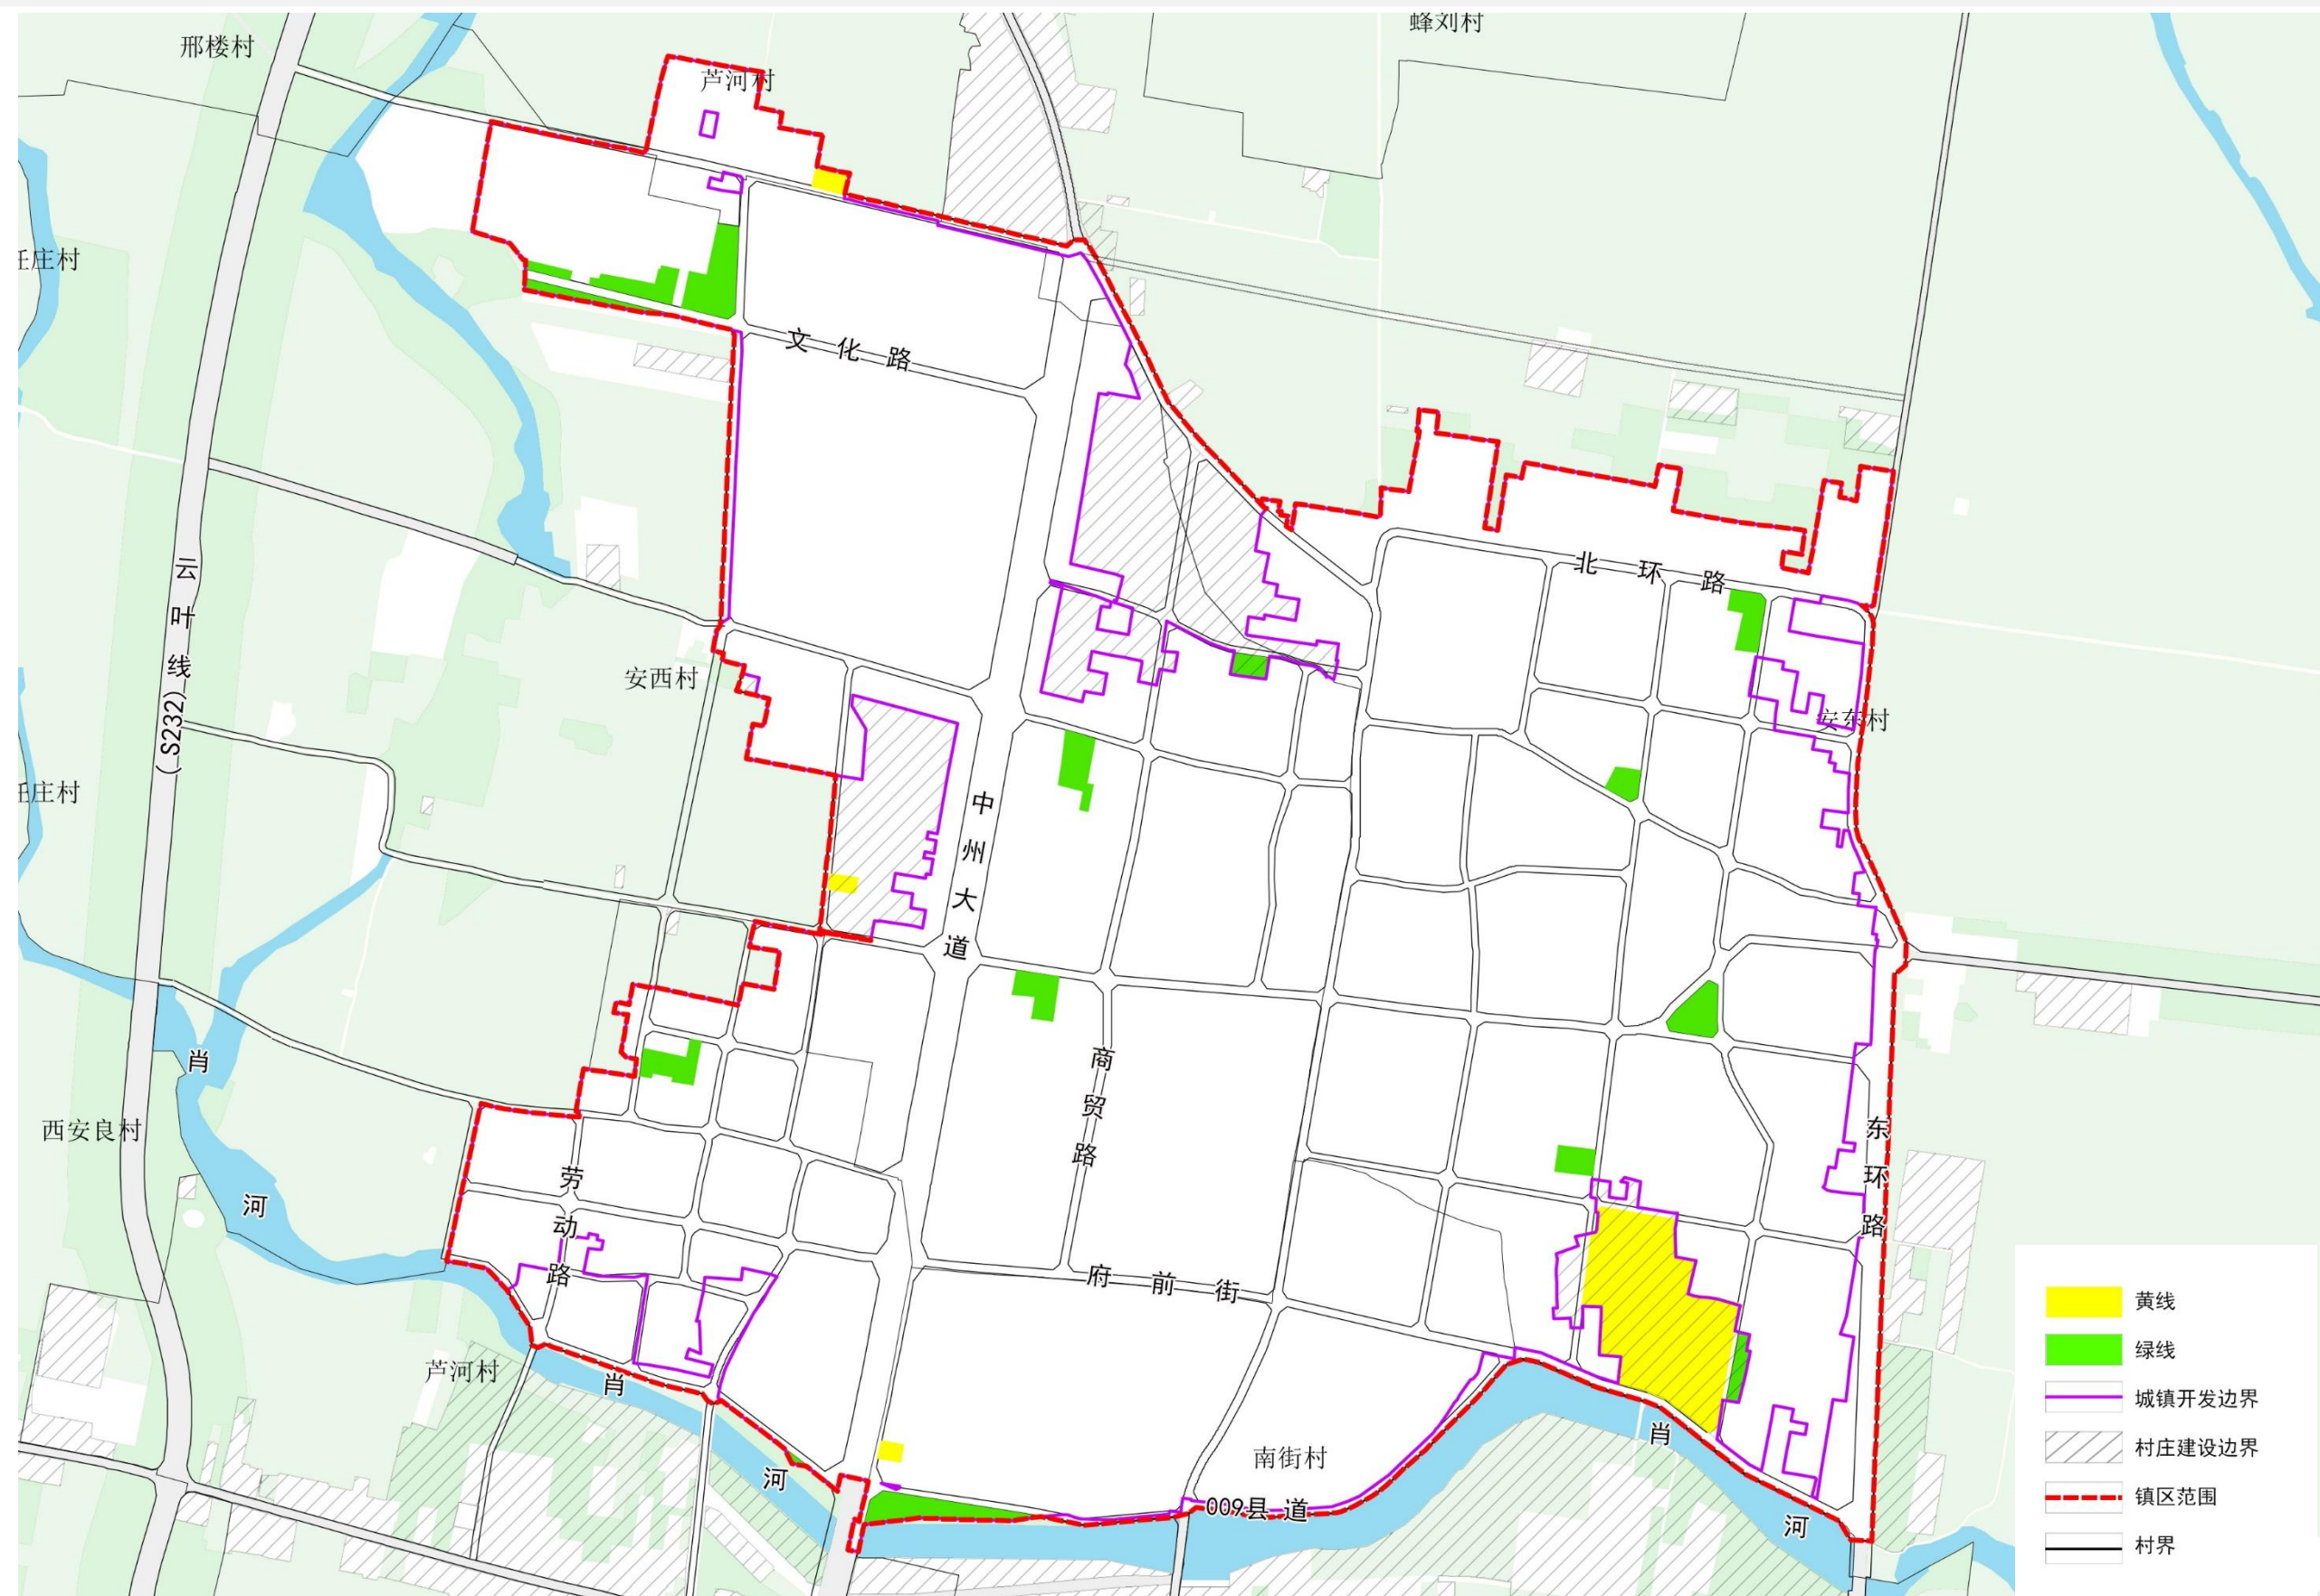 蜂刘村
邢楼村
芦河村
庄村
文化路
北环路
云叶线(S232)
安西村
安东村
庄村
中州大道
商贸路
肖河
西安良村
劳动路
东环路
府前街
芦河村
肖河
南街村
009县道
肖河
黄线
绿线
城镇开发边界
村庄建设边界
镇区范围
村界